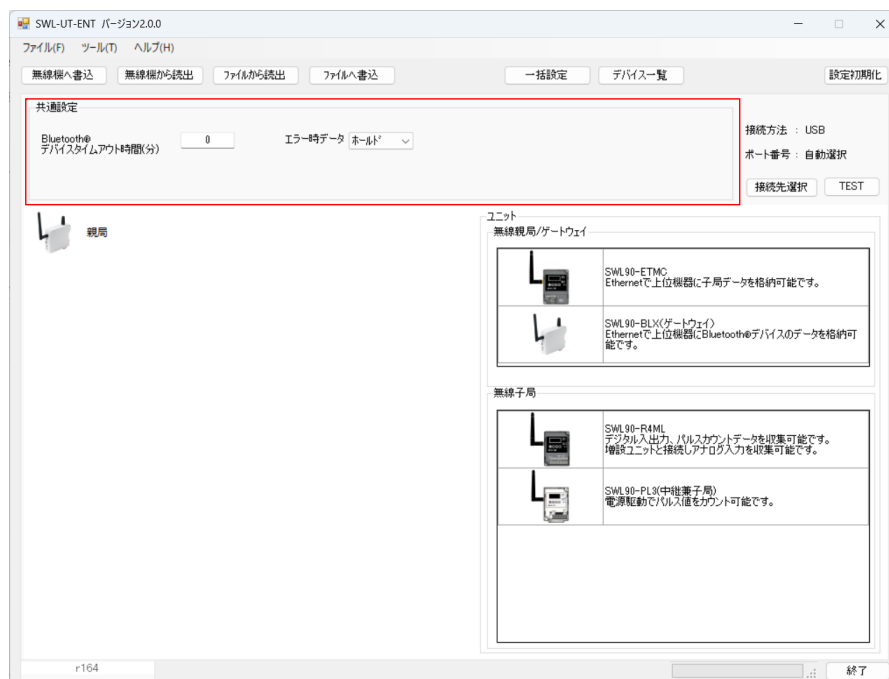 SWL-UT-ENT バージョン2.0.0
ファイル(F) ツール(T) ヘルプ(H)
無線機へ書込 無線機から読出 ファイルから読出 ファイルへ書込 一括設定 デバイス一覧 設定初期化
共通設定
Bluetooth®
デバイスタイムアウト時間(分) 0 エラー時データ ホールド
接続方法 : USB
ポート番号 : 自動選択
接続先選択 TEST
親局
ユニット
無線親局/ゲートウェイ
SWL90-ETMC
Ethernetで上位機器に子局データを格納可能です。
SWL90-BLX(ゲートウェイ)
Ethernetで上位機器にBluetooth®デバイスのデータを格納可
能です。
無線子局
SWL90-R4ML
デジタル入出力、パルスカウントデータを収集可能です。
増設ユニットと接続しアナログ入力を収集可能です。
SWL90-PL3(中継兼子局)
電源駆動でパルス値をカウント可能です。
r164 終了